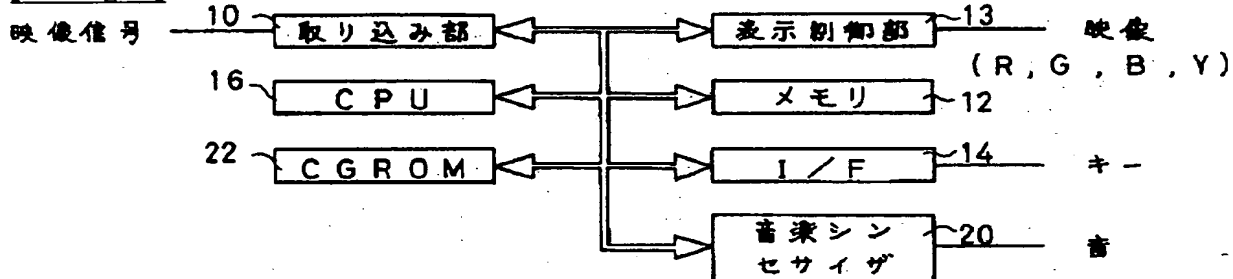 映像信号 10 取り込み部 表示制御部 13 映像
(R, G, B, Y)
16 CPU メモリ 12
22 CGROM I/F 14 キー
音楽シン 20 音
セサイザ